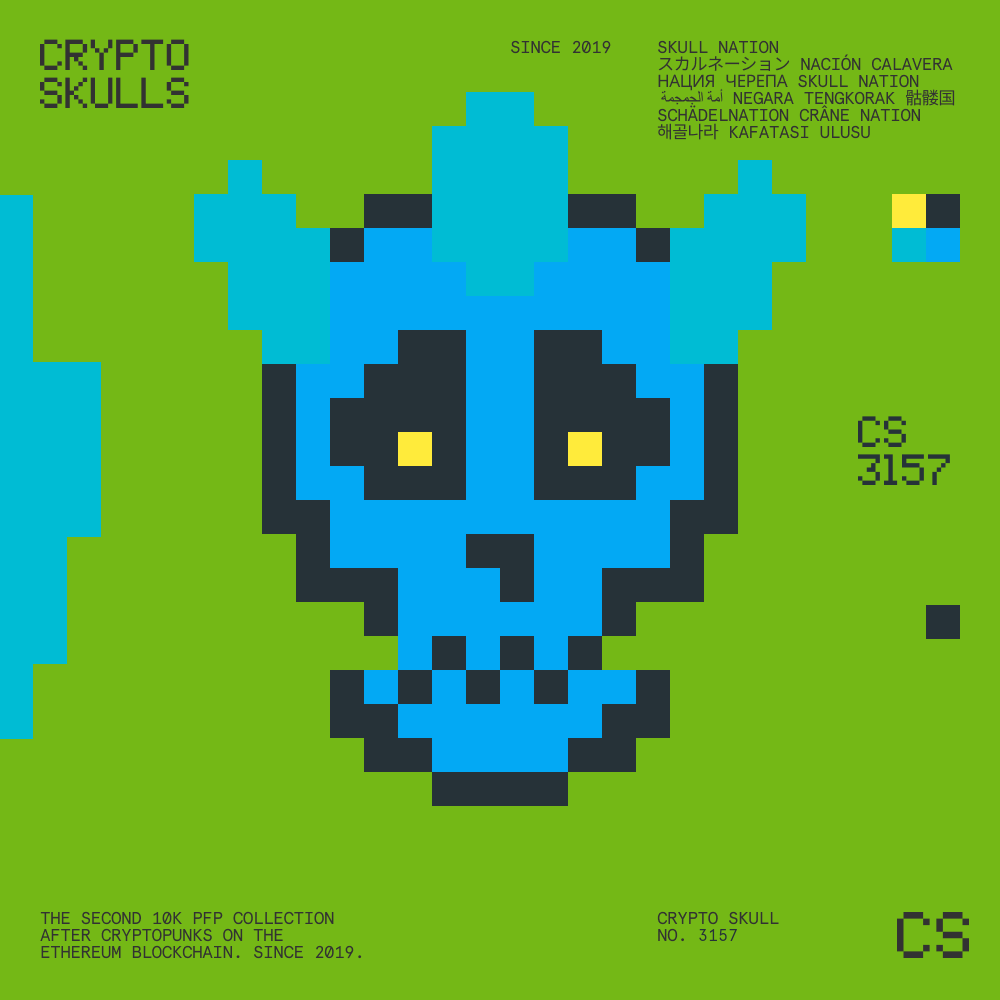 CRYPTO
SKULLS
SINCE 2019
SKULL NATION
スカルネーション NACIÓN CALAVERA
НАЦИЯ ЧЕРЕПА SKULL NATION
أمة الجمجمة NEGARA TENGKORAK 骷髅国
SCHÄDELNATION CRÂNE NATION
해골나라 KAFATASI ULUSU
CS
3157
THE SECOND 10K PFP COLLECTION
AFTER CRYPTOPUNKS ON THE
ETHEREUM BLOCKCHAIN. SINCE 2019.
CRYPTO SKULL
NO. 3157
CS